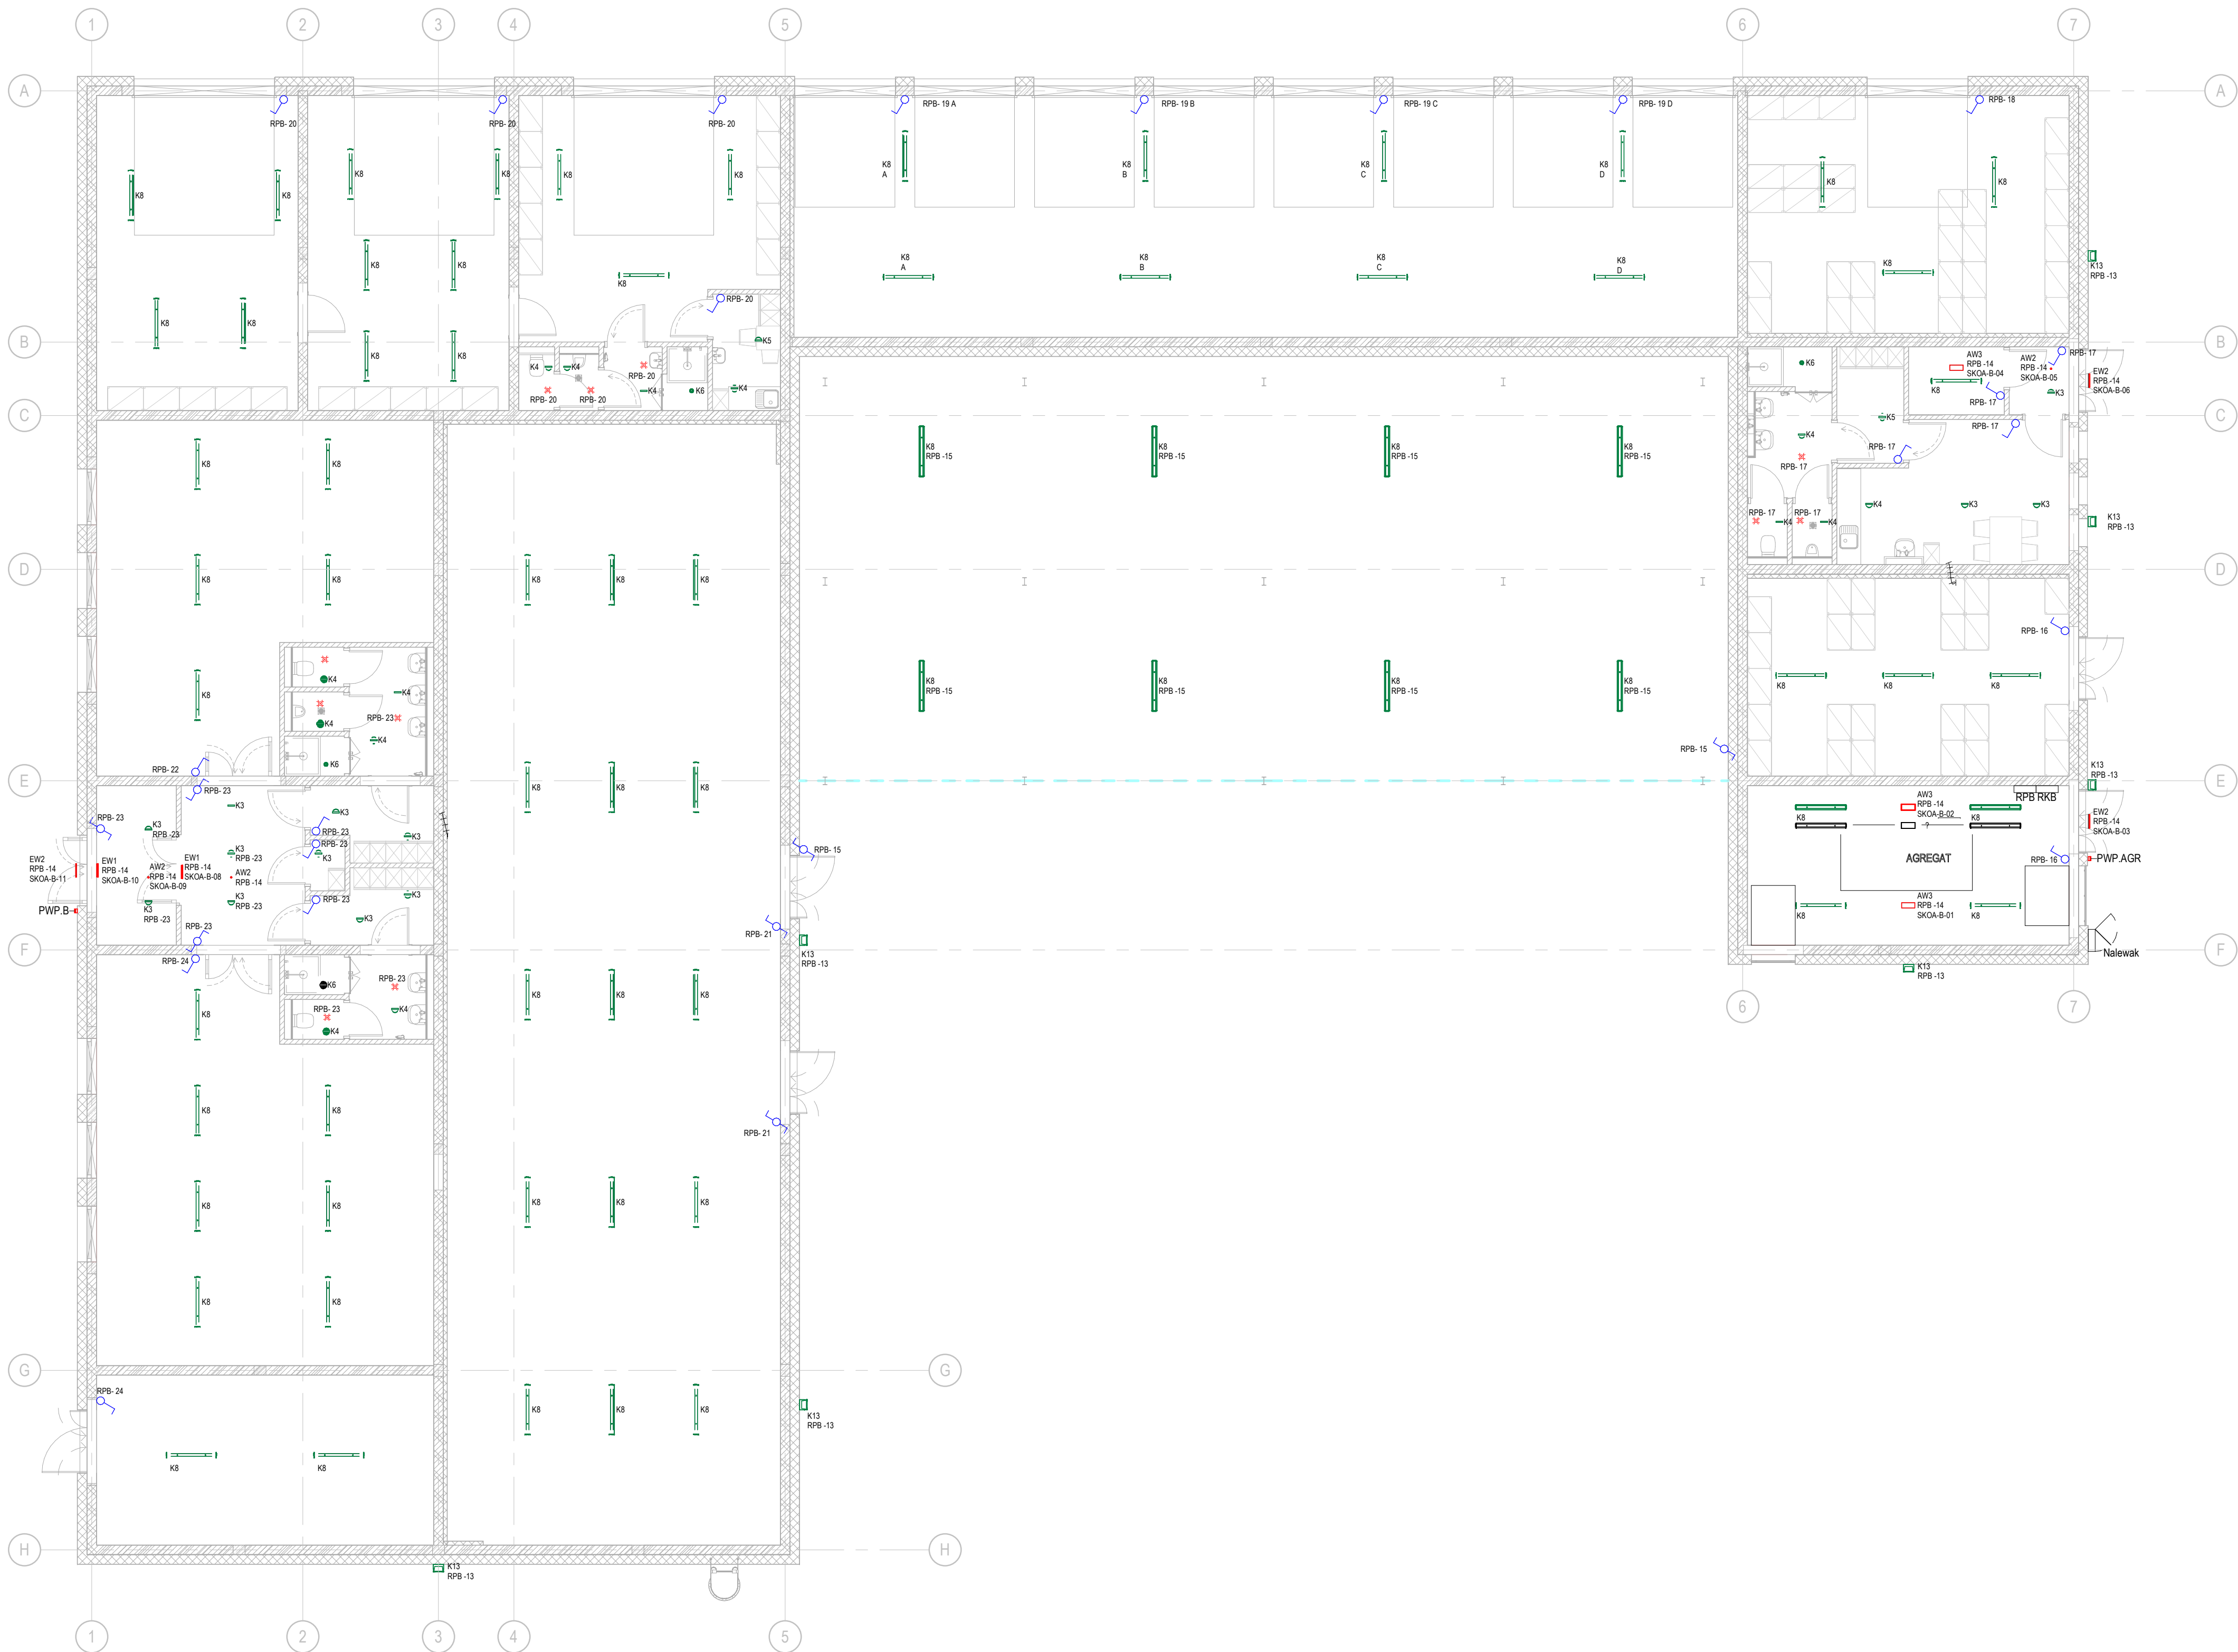 1 2 3 4 5 6 7
A A
RPB- 20 RPB- 20 RPB- 20 RPB- 19 A RPB- 19 B RPB- 19 C RPB- 19 D RPB- 18
K8 K8 K8 K8 K8 K8
K8
A
K8
B
K8
C
K8
D
K8 K8
K8 K8 K8
K8
A
K8
B
K8
C
K8
D
K8
K13
RPB -13
RPB- 20
K8 K8 K8 K8
B B
K5
K4 K4 RPB- 20 K4 K6 K4
RPB- 20 RPB- 20
K6
AW3
RPB -14
SKOA-B-04
AW2
RPB -14
SKOA-B-05
RPB- 17
EW2
RPB -14
SKOA-B-06
K8 K3
RPB- 17
C C
K5
RPB- 17
K4
RPB- 17
RPB- 17
K8 K8
K8
RPB -15
K8
RPB -15
K8
RPB -15
K8
RPB -15
K4 K3 K3
RPB- 17 RPB- 17
K4 K4
K13
RPB -13
D D
K8 K8 K8 K8 K8
RPB- 16
K8 K8 K8
K4
K8
K4
K4
RPB- 23
K4
K6
K8
RPB -15
K8
RPB -15
K8
RPB -15
K8
RPB -15
RPB- 15
RPB- 22
E E
K8 K8 K8
K13
RPB -13
RPB- 23
K3
K3
RPB -23
RPB- 23
RPB- 23
RPB- 23
K3
K3
K3
RPB -23
K3
RPB- 15
RPB RKB
AW3
RPB -14
SKOA-B-02
K8 ? K8
EW2
RPB -14
SKOA-B-03
AGREGAT
RPB- 16
PWP.AGR
EW2
RPB -14
SKOA-B-11
EW1
RPB -14
SKOA-B-10
AW2
RPB -14
SKOA-B-09
EW1
RPB -14
SKOA-B-08
AW2
RPB -14
PWP.B
K3
RPB -23
K3
RPB -23
RPB- 23
K3
K3
RPB- 23
RPB- 21
AW3
RPB -14
SKOA-B-01
K8 K8
F F
RPB- 24
K13
RPB -13
Nalewak
K13
RPB -13
6 7
K6
RPB- 23
K4
RPB- 23
K4
K8 K8 K8 K8
K8 K8
RPB- 21
K8 K8 K8 K8 K8
K8 K8
G G
RPB- 24
K8 K8 K8
K13
RPB -13
K8 K8
H H
K13
RPB -13
1 2 3 4 5